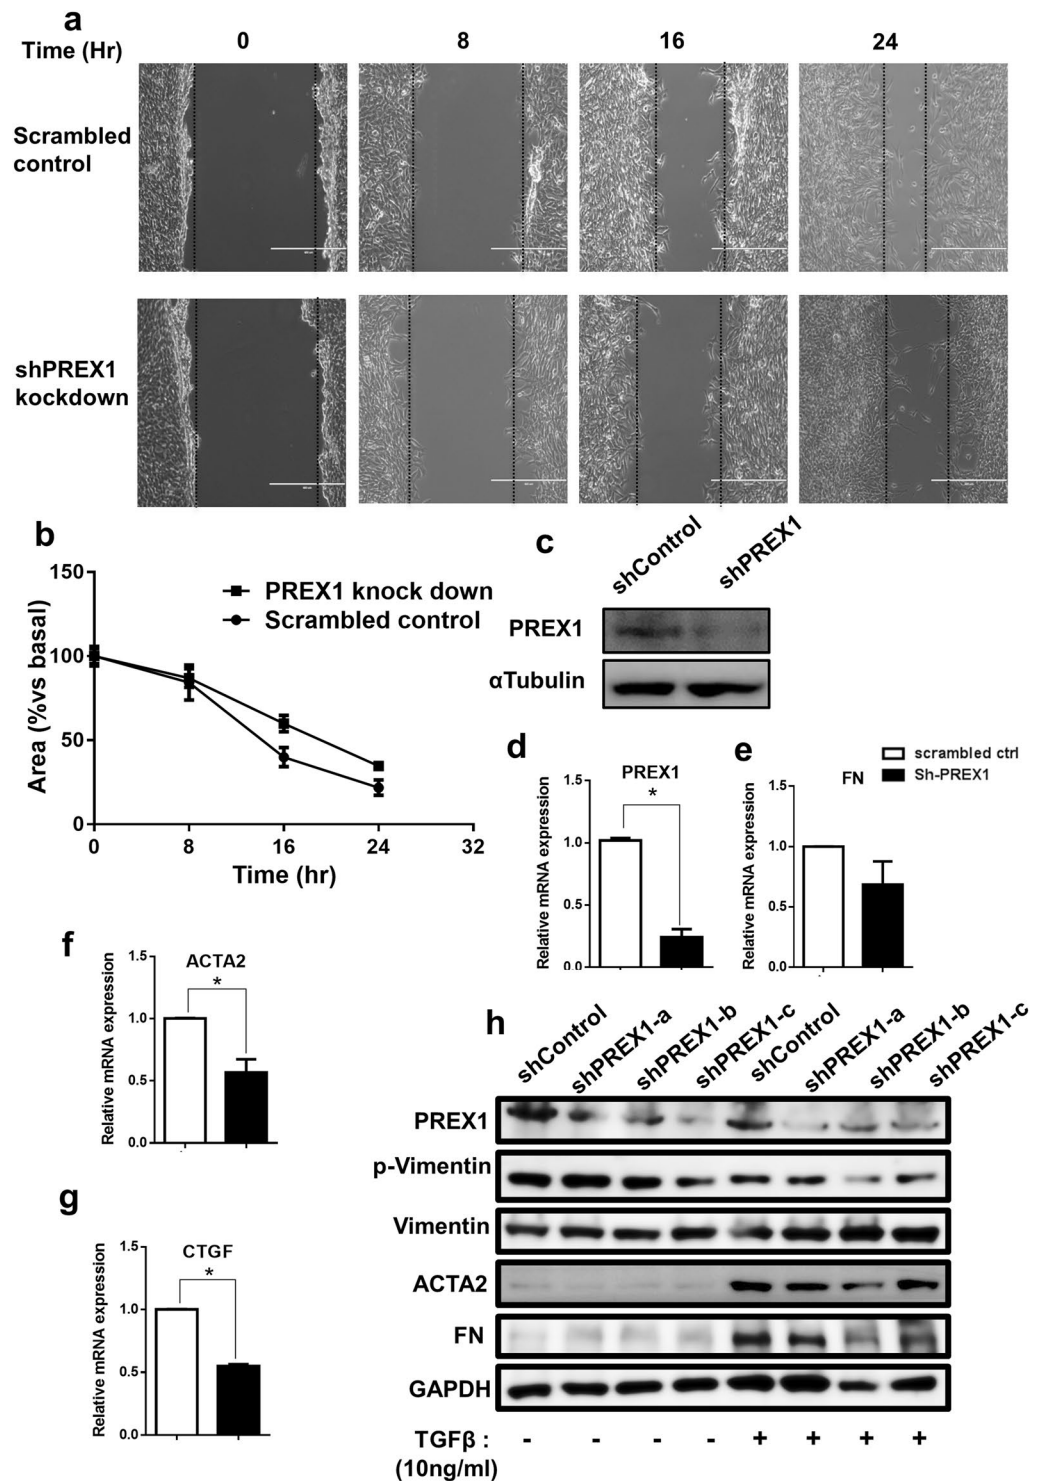 a
Time (Hr) 0 8 16 24
Scrambled
control
shPREX1
kockdown
b
150
100
50
0
Area (%vs basal)
PREX1 knock down
Scrambled control
0 8 16 24 32
Time (hr)
c
shControl shPREX1
PREX1
αTubulin
d
PREX1
*
Relative mRNA expression
1.5
1.0
0.5
0.0
e
FN
scrambled ctrl
Sh-PREX1
Relative mRNA expression
1.5
1.0
0.5
0.0
f
ACTA2
*
Relative mRNA expression
1.5
1.0
0.5
0.0
g
CTGF
*
Relative mRNA expression
1.5
1.0
0.5
0.0
h
shControl shPREX1-a shPREX1-b shPREX1-c shControl shPREX1-a shPREX1-b shPREX1-c
PREX1
p-Vimentin
Vimentin
ACTA2
FN
GAPDH
TGFβ : - - - - + + + +
(10ng/ml)